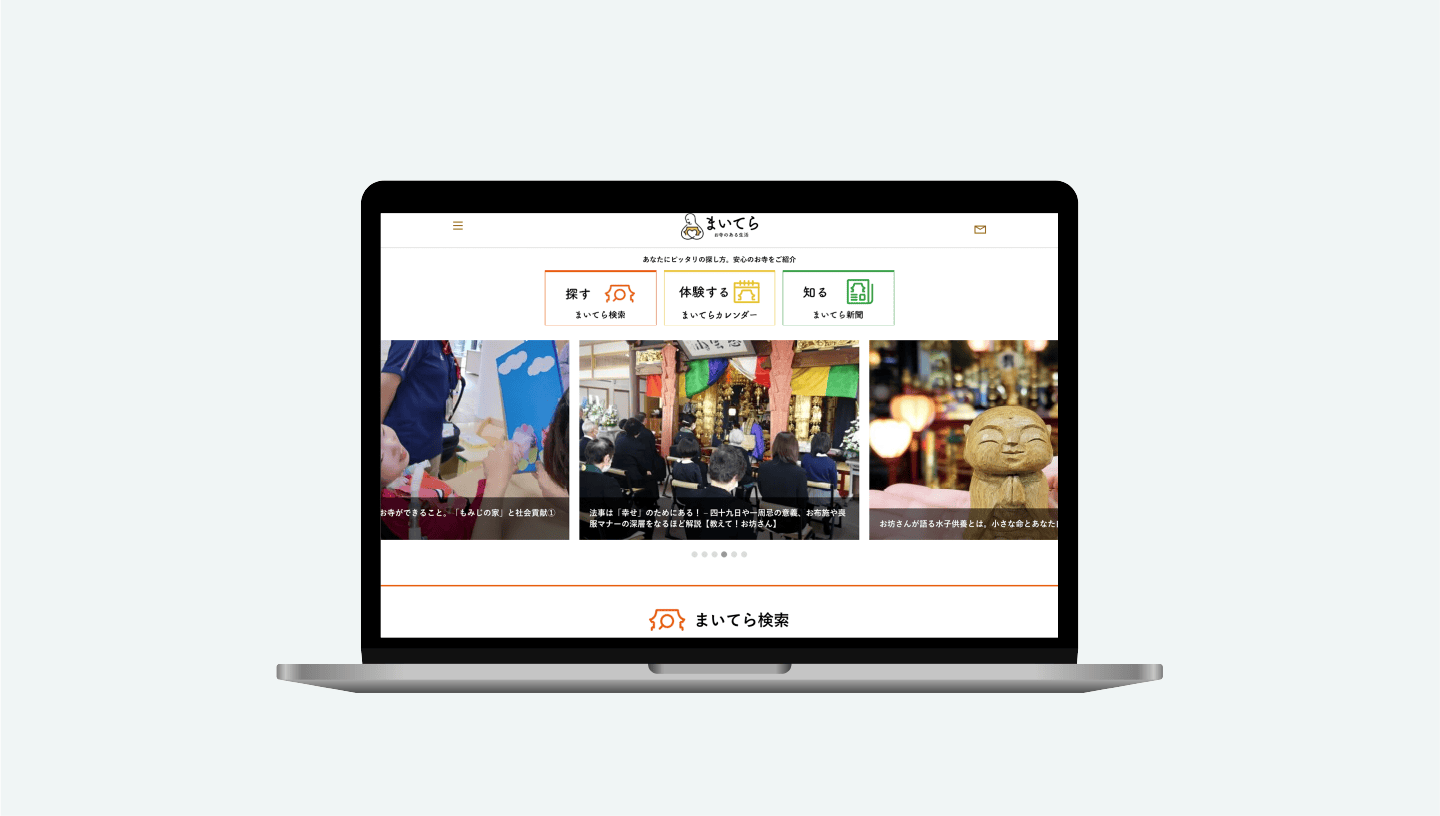 まいてら
お寺のある生活
あなたにピッタリの探し方。安心のお寺をご紹介
探す
まいてら検索
体験する
まいてらカレンダー
知る
まいてら新聞
お寺ができること。「もみじの家」と社会貢献①
法事は「幸せ」のためにある！ – 四十九日や一周忌の意義、お布施や喪
服マナーの深層をなるほど解説【教えて！お坊さん】
お坊さんが語る水子供養とは。小さな命とあなた
まいてら検索